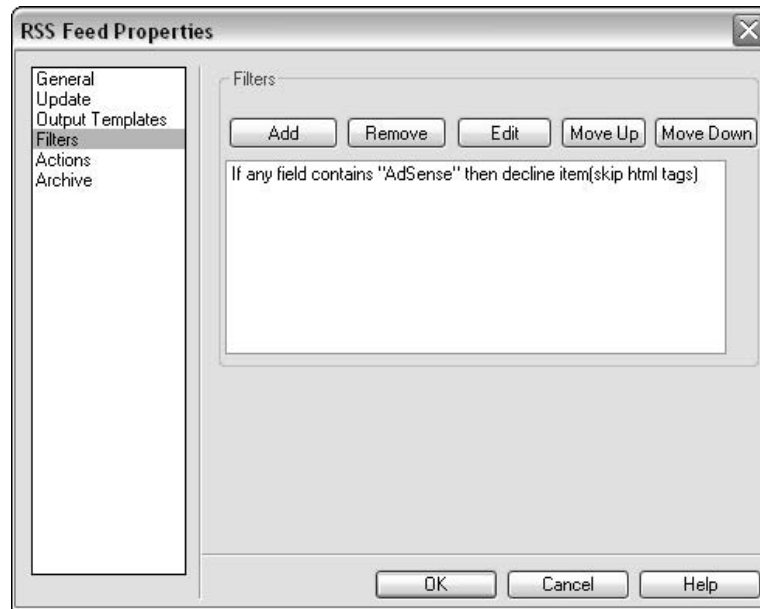 RSS Feed Properties
General
Update
Output Templates
Filters
Actions
Archive
Filters
Add Remove Edit Move Up Move Down
If any field contains "AdSense" then decline item(skip html tags)
OK Cancel Help